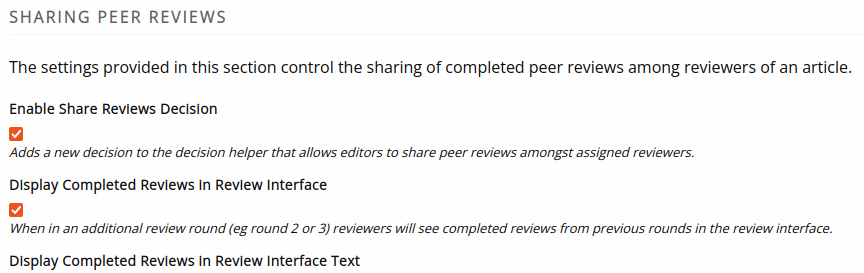 SHARING PEER REVIEWS
The settings provided in this section control the sharing of completed peer reviews among reviewers of an article.
Enable Share Reviews Decision
Adds a new decision to the decision helper that allows editors to share peer reviews amongst assigned reviewers.
Display Completed Reviews in Review Interface
When in an additional review round (eg round 2 or 3) reviewers will see completed reviews from previous rounds in the review interface.
Display Completed Reviews in Review Interface Text